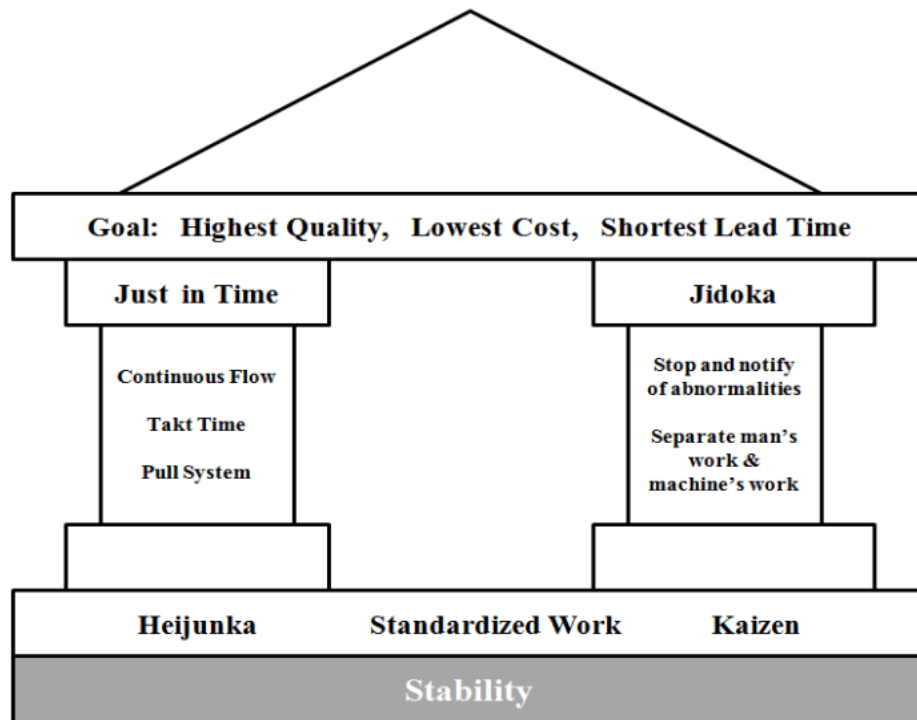 Goal: Highest Quality, Lowest Cost, Shortest Lead Time
Just in Time
Jidoka
Continuous Flow
Takt Time
Pull System
Stop and notify
of abnormalities
Separate man’s
work &
machine’s work
Heijunka Standardized Work Kaizen
Stability